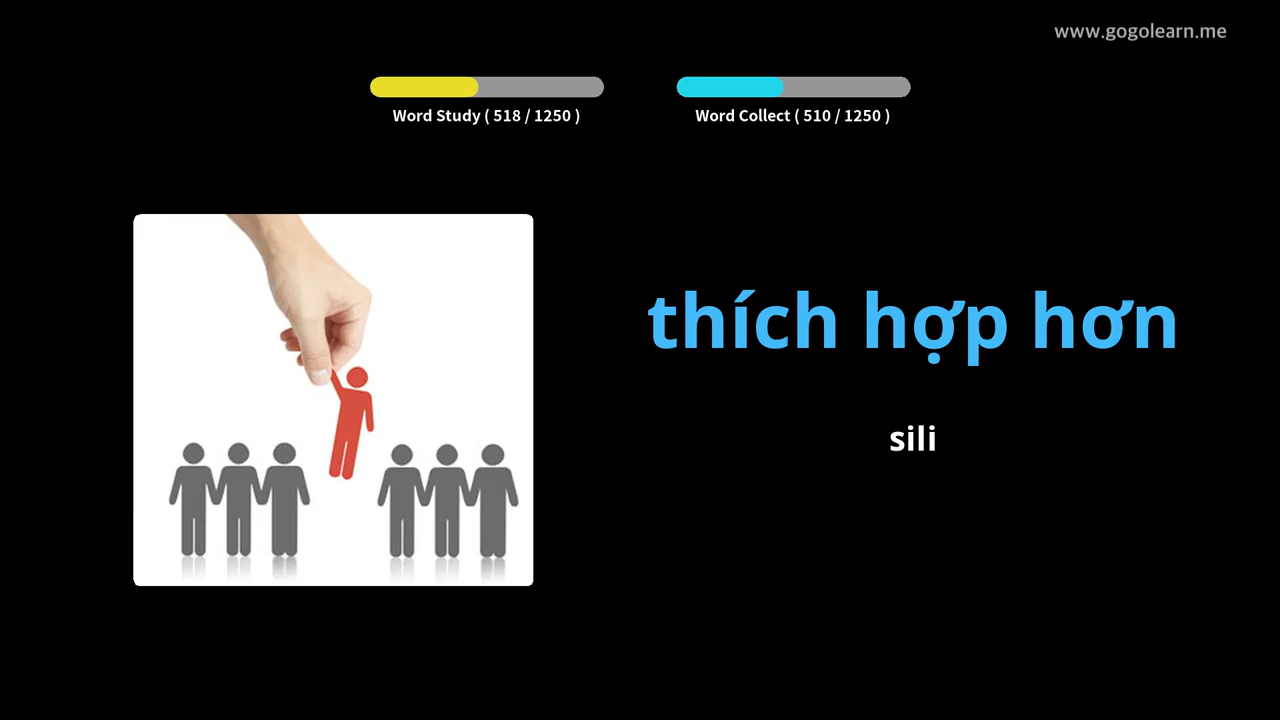 www.gogolearn.me
Word Study ( 518 / 1250 )
Word Collect ( 510 / 1250 )
thích hợp hơn
sili